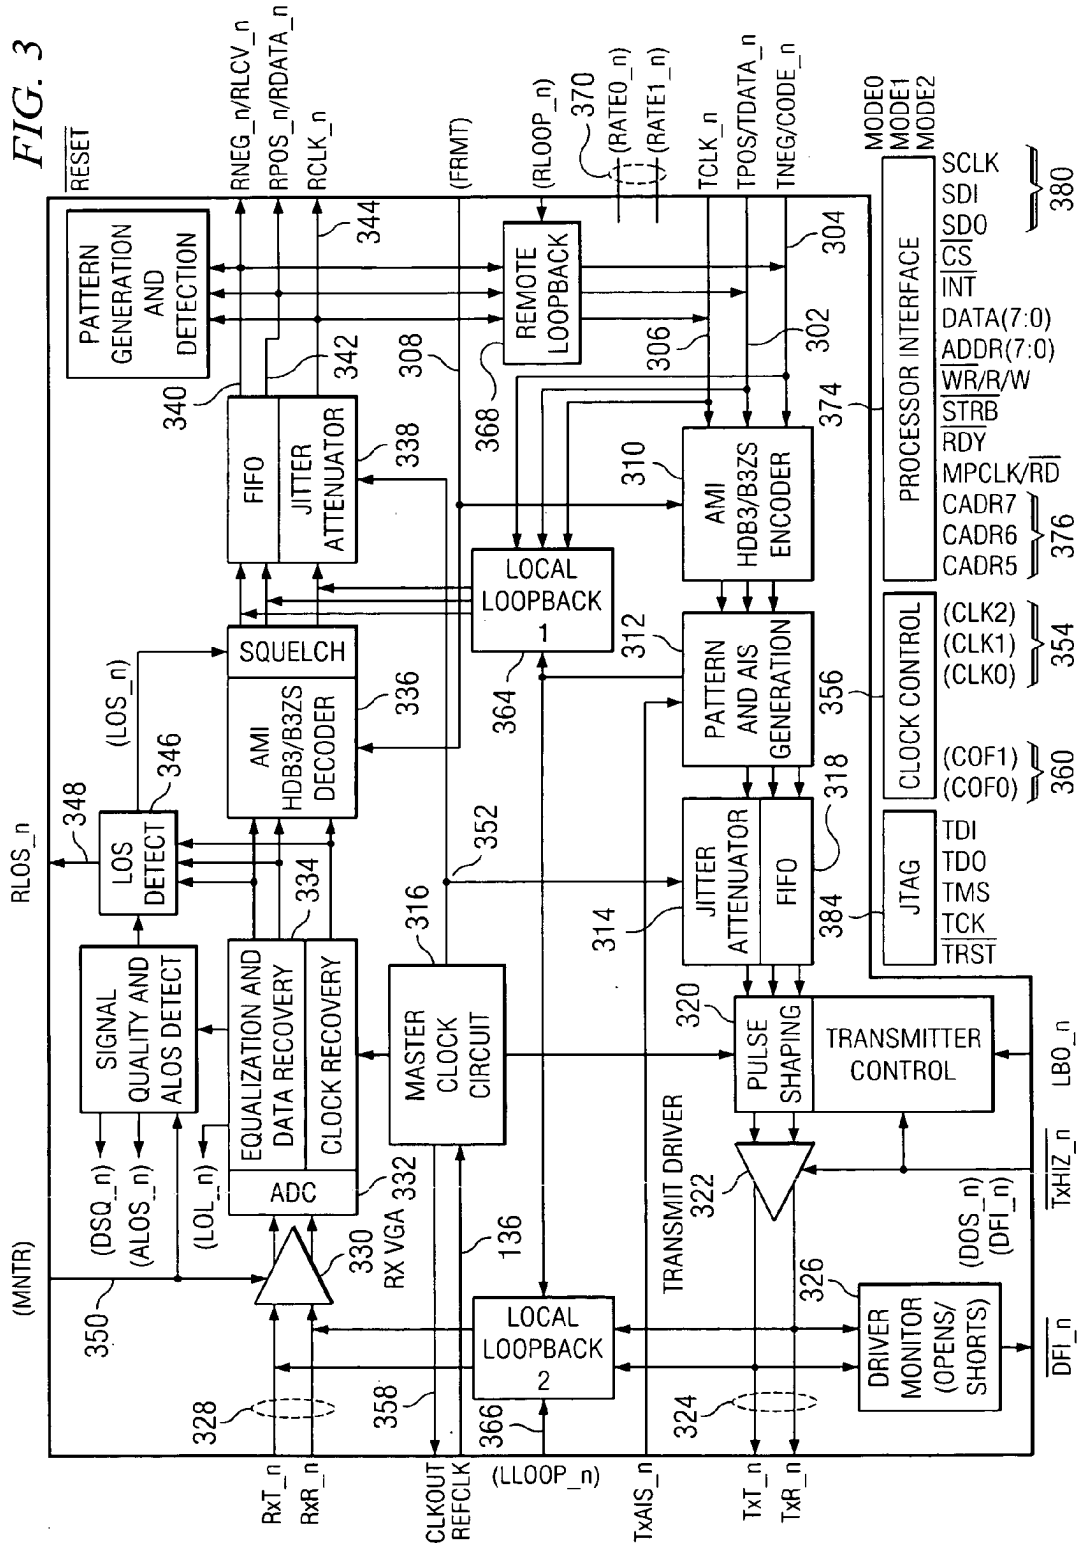 FIG. 3
(MNTR)
RLOS_n
RESET
350
348
(DSQ_n)
(ALOS_n)
(LOL_n)
SIGNAL
QUALITY AND
ALOS DETECT
LOS
DETECT
346
(LOS_n)
PATTERN
GENERATION
AND
DETECTION
RxT_n
RxR_n
328
330
RX VGA
ADC
332
EQUALIZATION AND
DATA RECOVERY
CLOCK RECOVERY
334
AMI
HDB3/B3ZS
DECODER
336
SQUELCH
FIFO
JITTER
ATTENUATOR
338
340
342
344
RNEG_n/RLCV_n
RPOS_n/RDATA_n
RCLK_n
CLKOUT
REFCLK
358
136
MASTER
CLOCK
CIRCUIT
316
352
308
(FRMT)
(LLOOP_n)
366
LOCAL
LOOPBACK
2
364
LOCAL
LOOPBACK
1
368
REMOTE
LOOPBACK
(RLOOP_n)
370
(RATE0_n)
(RATE1_n)
TxAIS_n
TxT_n
TxR_n
324
TRANSMIT DRIVER
322
320
PULSE
SHAPING
TRANSMITTER
CONTROL
314
JITTER
ATTENUATOR
FIFO
318
312
PATTERN
AND AIS
GENERATION
310
AMI
HDB3/B3ZS
ENCODER
306
302
304
TCLK_n
TPOS/TDATA_n
TNEG/CODE_n
326
DRIVER
MONITOR
(OPENS/
SHORTS)
(DOS_n)
(DFI_n)
DFI_n
TxHIZ_n
LBO_n
384
JTAG
TDI
TDO
TMS
TCK
TRST
356
CLOCK CONTROL
(COF1)
(COF0)
360
(CLK2)
(CLK1)
(CLK0)
354
374
PROCESSOR INTERFACE
MODE0
MODE1
MODE2
SCLK
SDI
SDO
380
CS
INT
DATA(7:0)
ADDR(7:0)
WR/R/W
STRB
RDY
MPCLK/RD
CADR7
CADR6
CADR5
376